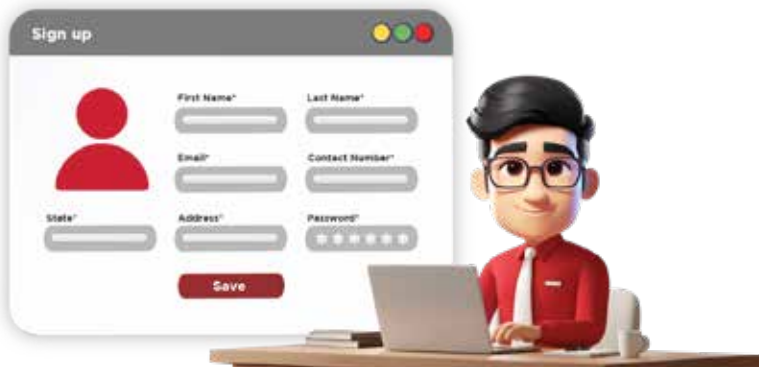 Sign up
First Name* Last Name*
Email* Contact Number*
State* Address* Password*
******
Save